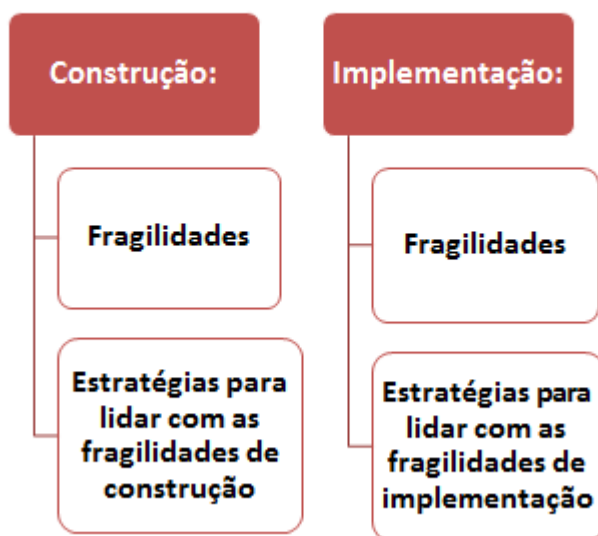 Construção:
Fragilidades
Estratégias para
lidar com as
fragilidades de
construção
Implementação:
Fragilidades
Estratégias para
lidar com as
fragilidades de
implementação